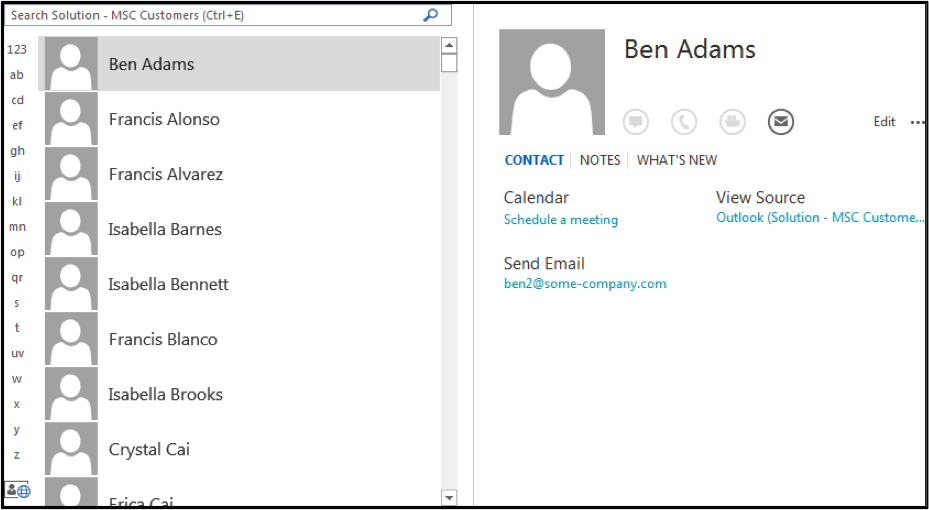 Search Solution - MSC Customers (Ctrl+E)
123
ab
cd
ef
gh
ij
kl
mn
op
qr
s
t
uv
w
x
y
z
Ben Adams
Francis Alonso
Francis Alvarez
Isabella Barnes
Isabella Bennett
Francis Blanco
Isabella Brooks
Crystal Cai
Erica Cai
Ben Adams
Edit
CONTACT NOTES WHAT'S NEW
Calendar
Schedule a meeting
View Source
Outlook (Solution - MSC Custome...
Send Email
ben2@some-company.com